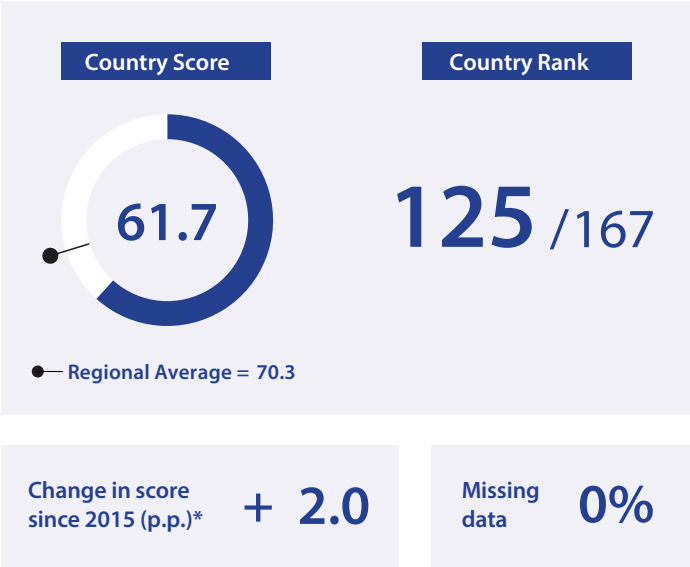 Country Score
Country Rank
61.7
125 /167
Regional Average = 70.3
Change in score
since 2015 (p.p.)*
+ 2.0
Missing
data
0%